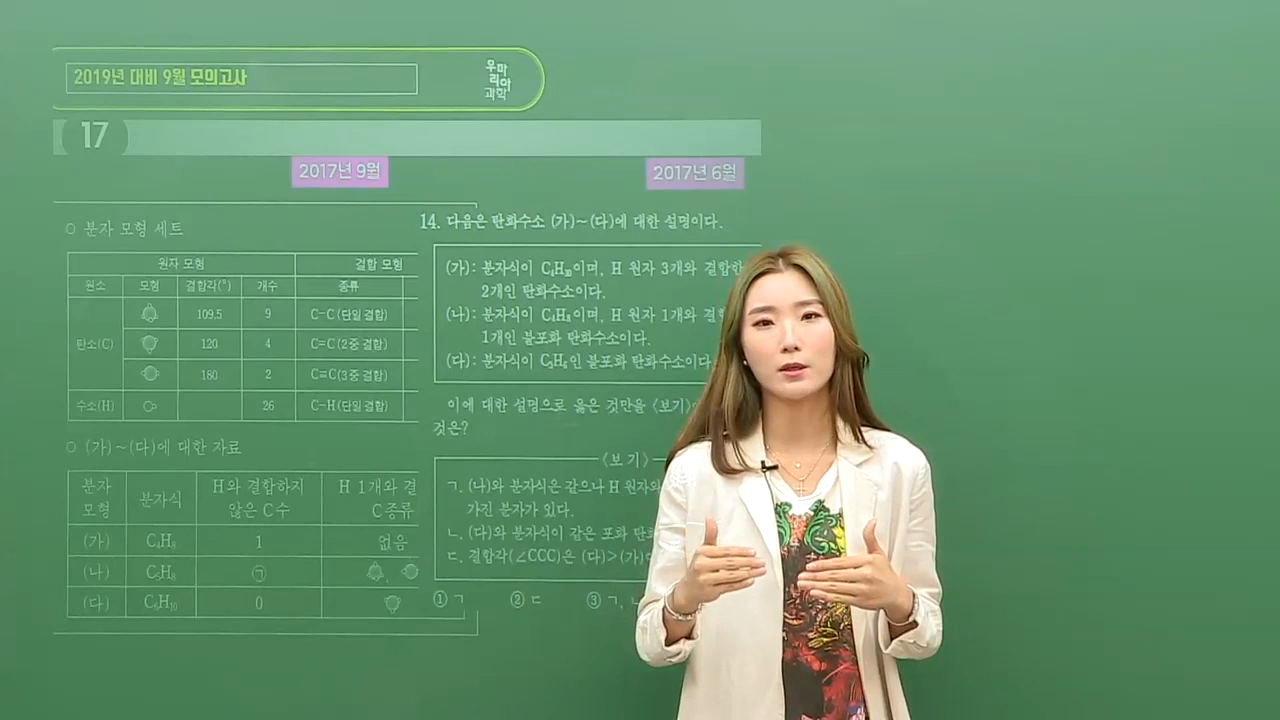 2019년 대비 9월 모의고사
우마
리아
과학
17
2017년 9월
2017년 6월
○ 분자 모형 세트
원자 모형
결합 모형
원소
모형
결합각(°)
개수
종류
109.5
9
C-C(단일 결합)
탄소(C)
120
4
C=C(2중 결합)
180
2
C≡C(3중 결합)
수소(H)
26
C-H(단일 결합)
○ (가)~(다)에 대한 자료
분자
모형
분자식
H와 결합하지
않은 C 수
H 1개와 결
C 종류
(가)
C₄H₈
1
없음
(나)
C₅H₈
㉠
(다)
C₆H₁₀
0
14. 다음은 탄화수소 (가)~(다)에 대한 설명이다.
(가): 분자식이 C₄H₁₀이며, H 원자 3개와 결합한
2개인 탄화수소이다.
(나): 분자식이 C₄H₈이며, H 원자 1개와
1개인 불포화 탄화수소이다.
(다): 분자식이 C₃H₆인 불포화 탄화수소이다
이에 대한 설명으로 옳은 것만을 《보기》
것은?
《보 기》
ㄱ. (나)와 분자식은 같으나 H 원자와
가진 분자가 있다.
ㄴ. (다)와 분자식이 같은 포화
ㄷ. 결합각(∠CCC)은 (다)>(가)
① ㄱ
② ㄷ
③ ㄱ,